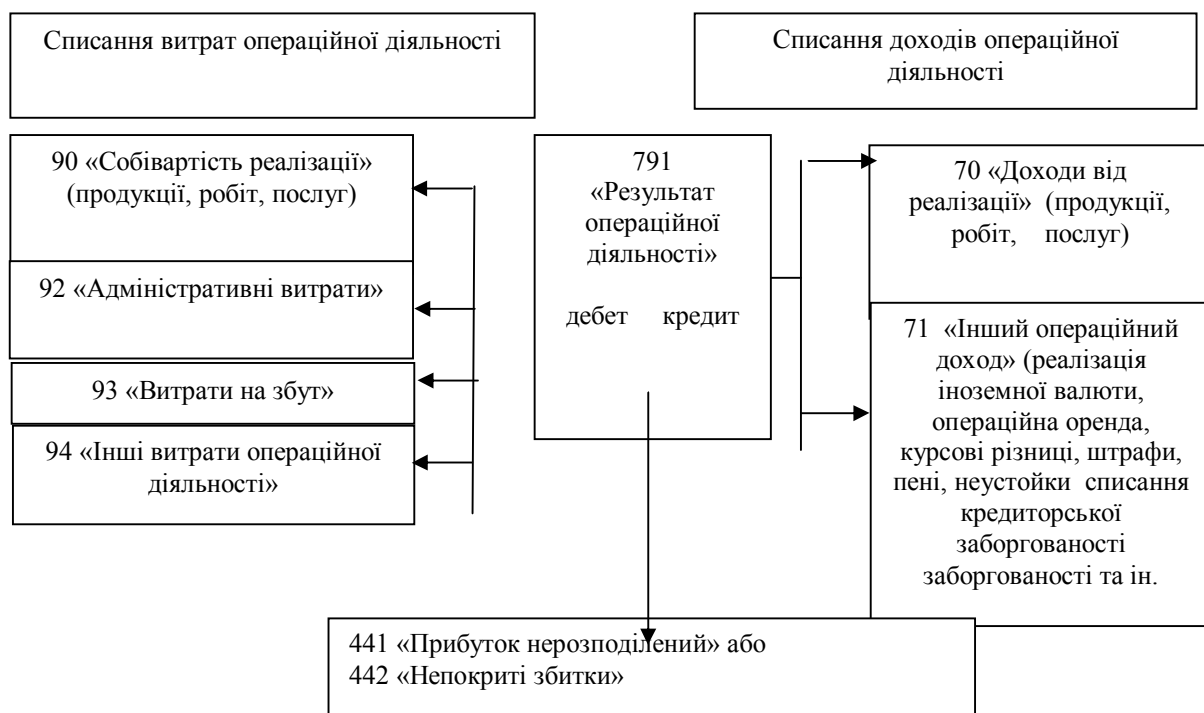 Списання витрат операційної діяльності
Списання доходів операційної
діяльності
90 «Собівартість реалізації»
(продукції, робіт, послуг)
92 «Адміністративні витрати»
93 «Витрати на збут»
94 «Інші витрати операційної
діяльності»
791
«Результат
операційної
діяльності»
дебет кредит
70 «Доходи від
реалізації» (продукції,
робіт, послуг)
71 «Інший операційний
доход» (реалізація
іноземної валюти,
операційна оренда,
курсові різниці, штрафи,
пені, неустойки списання
кредиторської
заборгованості
заборгованості та ін.
441 «Прибуток нерозподілений» або
442 «Непокриті збитки»